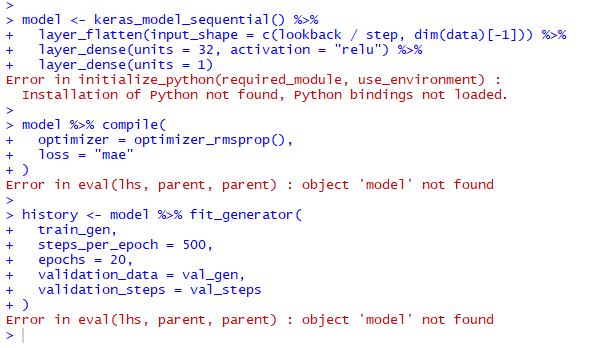 >
> model <- keras_model_sequential() %>%
+   layer_flatten(input_shape = c(lookback / step, dim(data)[-1])) %>%
+   layer_dense(units = 32, activation = "relu") %>%
+   layer_dense(units = 1)
Error in initialize_python(required_module, use_environment) :
  Installation of Python not found, Python bindings not loaded.
>
> model %>% compile(
+   optimizer = optimizer_rmsprop(),
+   loss = "mae"
+ )
Error in eval(lhs, parent, parent) : object 'model' not found
>
> history <- model %>% fit_generator(
+   train_gen,
+   steps_per_epoch = 500,
+   epochs = 20,
+   validation_data = val_gen,
+   validation_steps = val_steps
+ )
Error in eval(lhs, parent, parent) : object 'model' not found
>